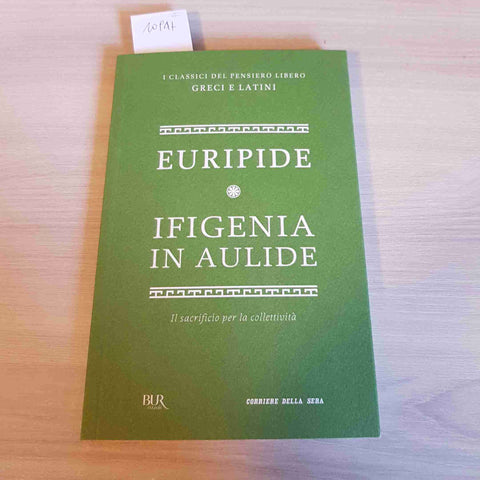 I CLASSICI DEL PENSIERO LIBERO
GRECI E LATINI
EURIPIDE
IFIGENIA
IN AULIDE
Il sacrificio per la collettività
BUR
CORRIERE DELLA SERA